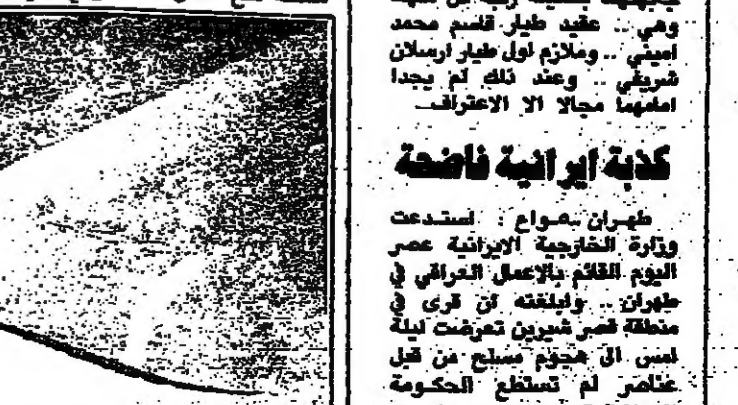 وهي .. عقيد طيار قاسم محمد
اميني .. وملازم اول طيار ارسلان
شريفي .. وعند ذلك لم يجدا
امامهما مجالا الا الاعتراف..
كذبة ايرانية فاضحة
طهران ـ واع : استدعت
وزارة الخارجية الايرانية عصر
اليوم القائم بالاعمال العراقي في
طهران .. وابلغته ان قرى في
منطقة قصر شيرين تعرضت ليلة
امس الى هجوم مسلح من قبل
عناصر لم تستطع الحكومة